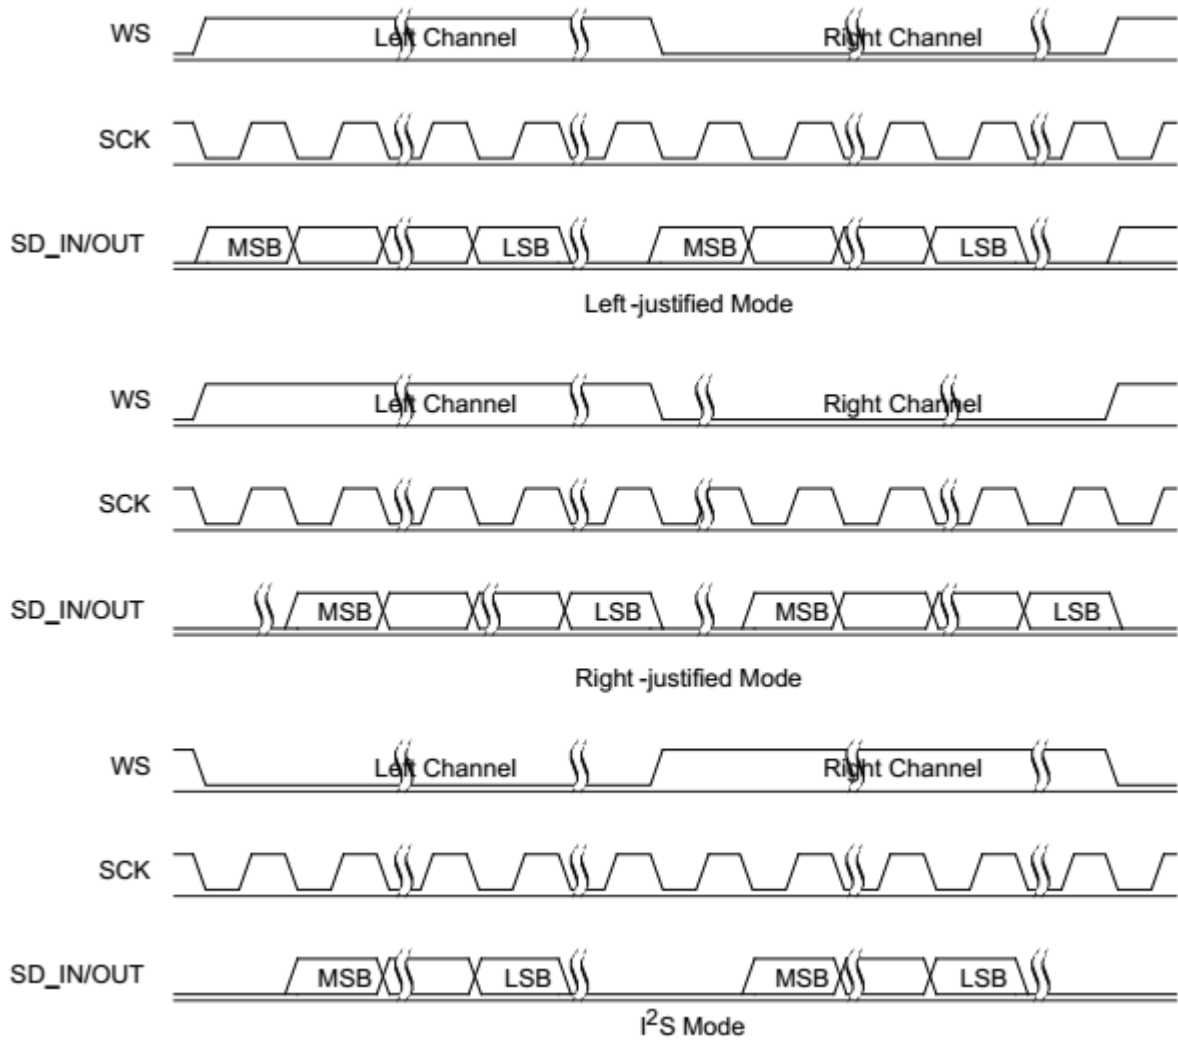 WS Left Channel Right Channel
SCK
SD_IN/OUT MSB LSB MSB LSB
Left-justified Mode
WS Left Channel Right Channel
SCK
SD_IN/OUT MSB LSB MSB LSB
Right-justified Mode
WS Left Channel Right Channel
SCK
SD_IN/OUT MSB LSB MSB LSB
I²S Mode